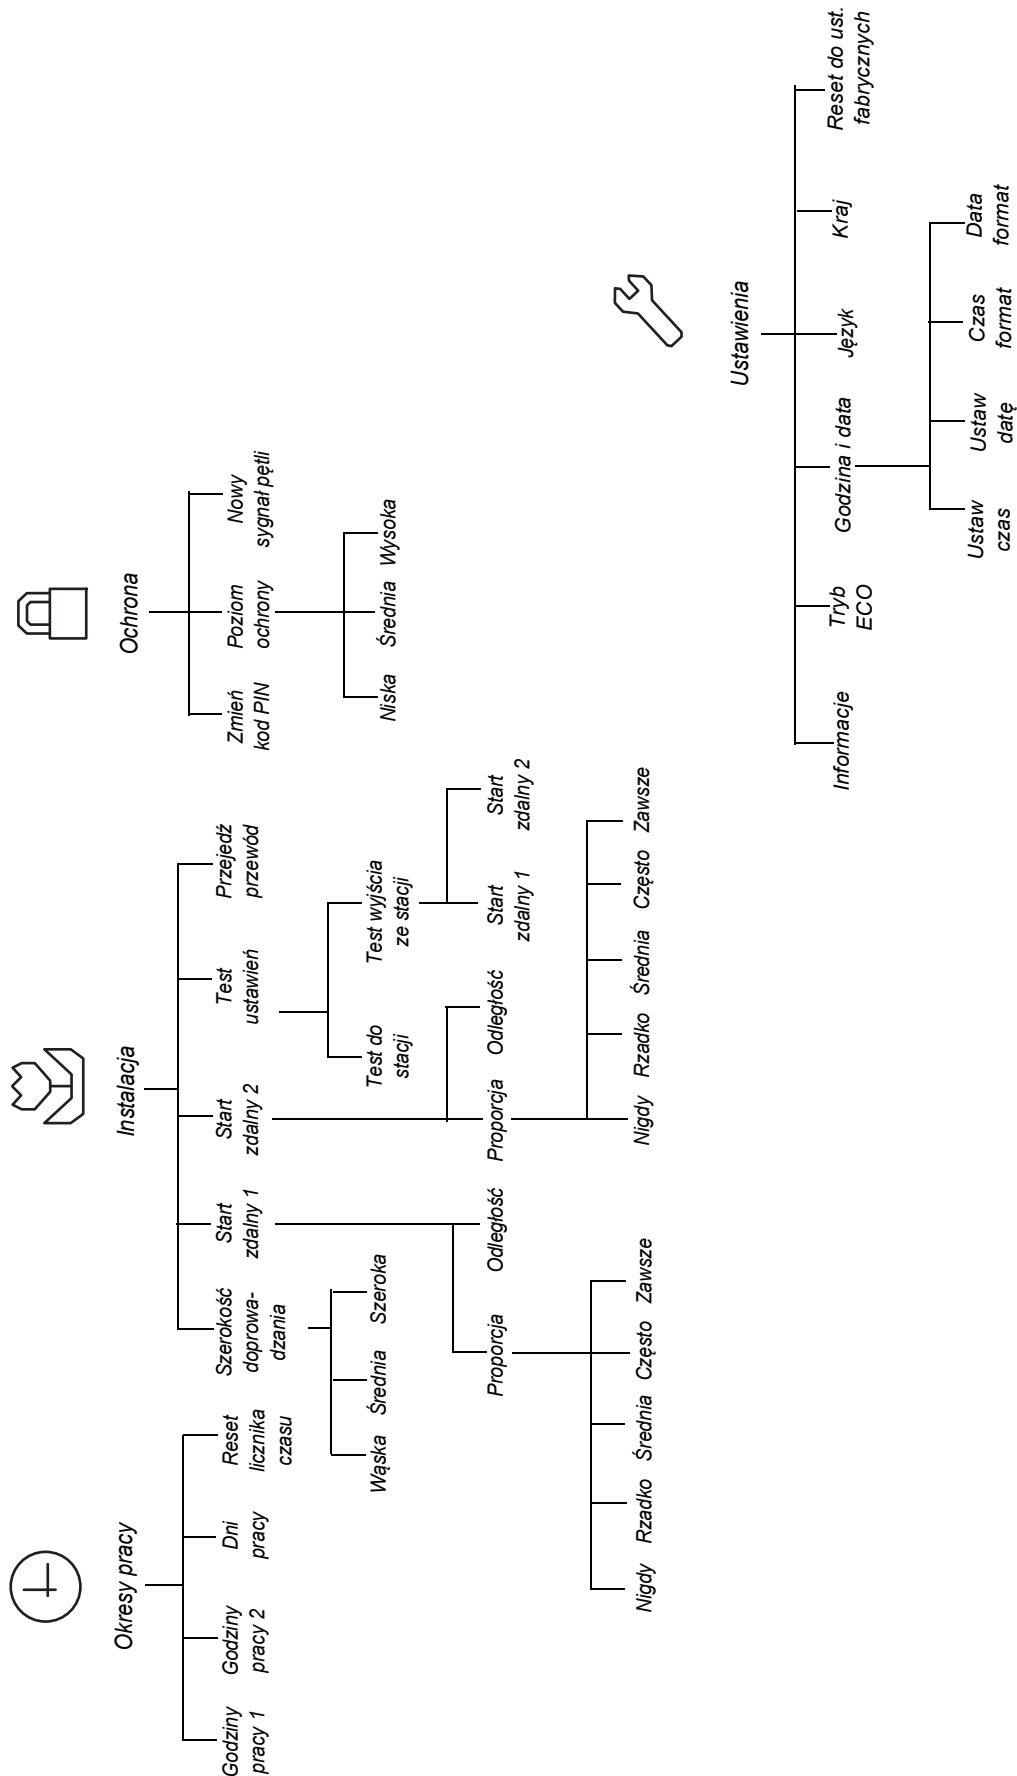 Okresy pracy
Godziny
pracy 1
Godziny
pracy 2
Dni
pracy
Reset
licznika
czasu
Instalacja
Szerokość
doprowa-
dzania
Wąska
Średnia
Szeroka
Start
zdalny 1
Proporcja
Nigdy
Rzadko
Średnia
Często
Zawsze
Odległość
Start
zdalny 2
Proporcja
Nigdy
Rzadko
Średnia
Często
Zawsze
Odległość
Test
ustawień
Test do
stacji
Test wyjścia
ze stacji
Start
zdalny 1
Start
zdalny 2
Przejedź
przewód
Ochrona
Zmień
kod PIN
Poziom
ochrony
Niska
Średnia
Wysoka
Nowy
sygnał pętli
Ustawienia
Informacje
Tryb
ECO
Godzina i data
Ustaw
czas
Ustaw
datę
Czas
format
Data
format
Język
Kraj
Reset do ust.
fabrycznych